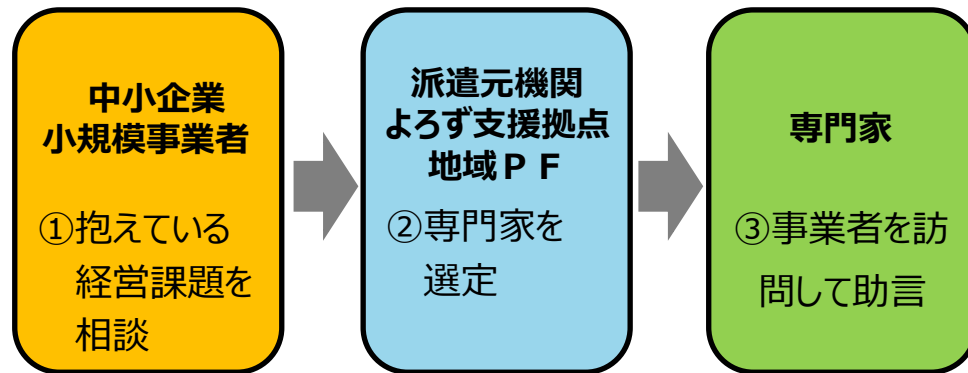 中小企業
小規模事業者
①抱えている
経営課題を
相談
派遣元機関
よろず支援拠点
地域ＰＦ
②専門家を
選定
専門家
③事業者を訪
問して助言